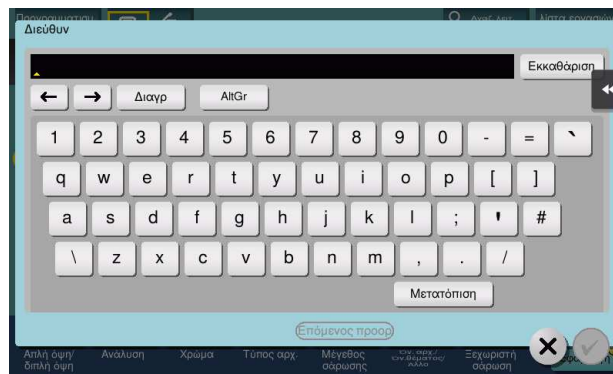 Διεύθυν
Εκκαθάριση
← → Διαγρ AltGr
1 2 3 4 5 6 7 8 9 0 - = `
q w e r t y u i o p [ ]
a s d f g h j k l ; ' #
\ z x c v b n m , . /
Μετατόπιση
Επόμενος προορ
Απλή όψη/ Ανάλυση Χρώμα Τύπος αρχ. Μέγεθος Ξεχωριστή
διπλή όψη σάρωσης σάρωση